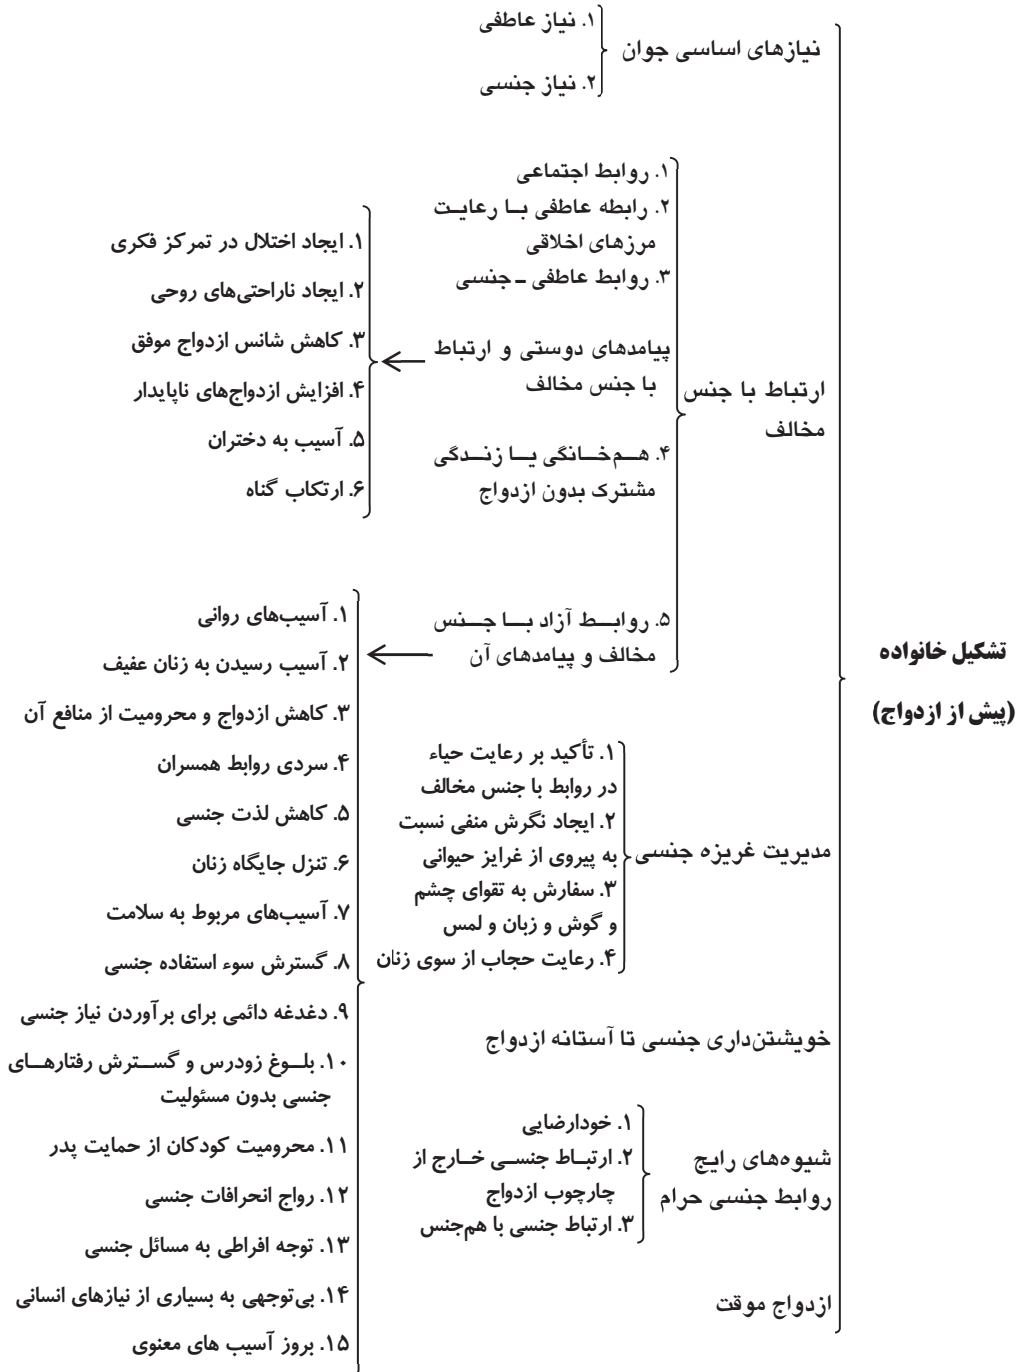 تشکیل خانواده
(پیش از ازدواج)
نیازهای اساسی جوان
۱. نیاز عاطفی
۲. نیاز جنسی
ارتباط با جنس
مخالف
۱. روابط اجتماعی
۲. رابطه عاطفی با رعایت
مرزهای اخلاقی
۳. روابط عاطفی ـ جنسی
پیامدهای دوستی و ارتباط
با جنس مخالف
۱. ایجاد اختلال در تمرکز فکری
۲. ایجاد ناراحتی‌های روحی
۳. کاهش شانس ازدواج موفق
۴. افزایش ازدواج‌های ناپایدار
۵. آسیب به دختران
۶. ارتکاب گناه
۴. هم‌خانگی یا زندگی
مشترک بدون ازدواج
۵. روابط آزاد با جنس
مخالف و پیامدهای آن
۱. آسیب‌های روانی
۲. آسیب رسیدن به زنان عفیف
۳. کاهش ازدواج و محرومیت از منافع آن
۴. سردی روابط همسران
۵. کاهش لذت جنسی
۶. تنزل جایگاه زنان
۷. آسیب‌های مربوط به سلامت
۸. گسترش سوء استفاده جنسی
۹. دغدغه دائمی برای برآوردن نیاز جنسی
۱۰. بلوغ زودرس و گسترش رفتارهای
جنسی بدون مسئولیت
۱۱. محرومیت کودکان از حمایت پدر
۱۲. رواج انحرافات جنسی
۱۳. توجه افراطی به مسائل جنسی
۱۴. بی‌توجهی به بسیاری از نیازهای انسانی
۱۵. بروز آسیب های معنوی
مدیریت غریزه جنسی
۱. تأکید بر رعایت حیاء
در روابط با جنس مخالف
۲. ایجاد نگرش منفی نسبت
به پیروی از غرایز حیوانی
۳. سفارش به تقوای چشم
و گوش و زبان و لمس
۴. رعایت حجاب از سوی زنان
خویشتن‌داری جنسی تا آستانه ازدواج
شیوه‌های رایج
روابط جنسی حرام
۱. خودارضایی
۲. ارتباط جنسی خارج از
چارچوب ازدواج
۳. ارتباط جنسی با هم‌جنس
ازدواج موقت